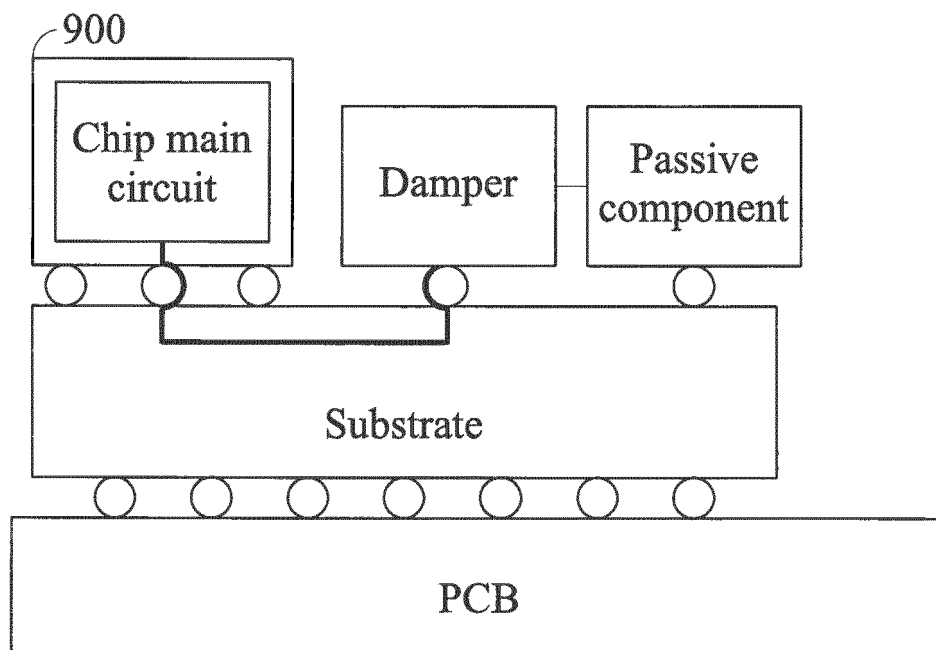 900
Chip main
circuit
Damper
Passive
component
Substrate
PCB